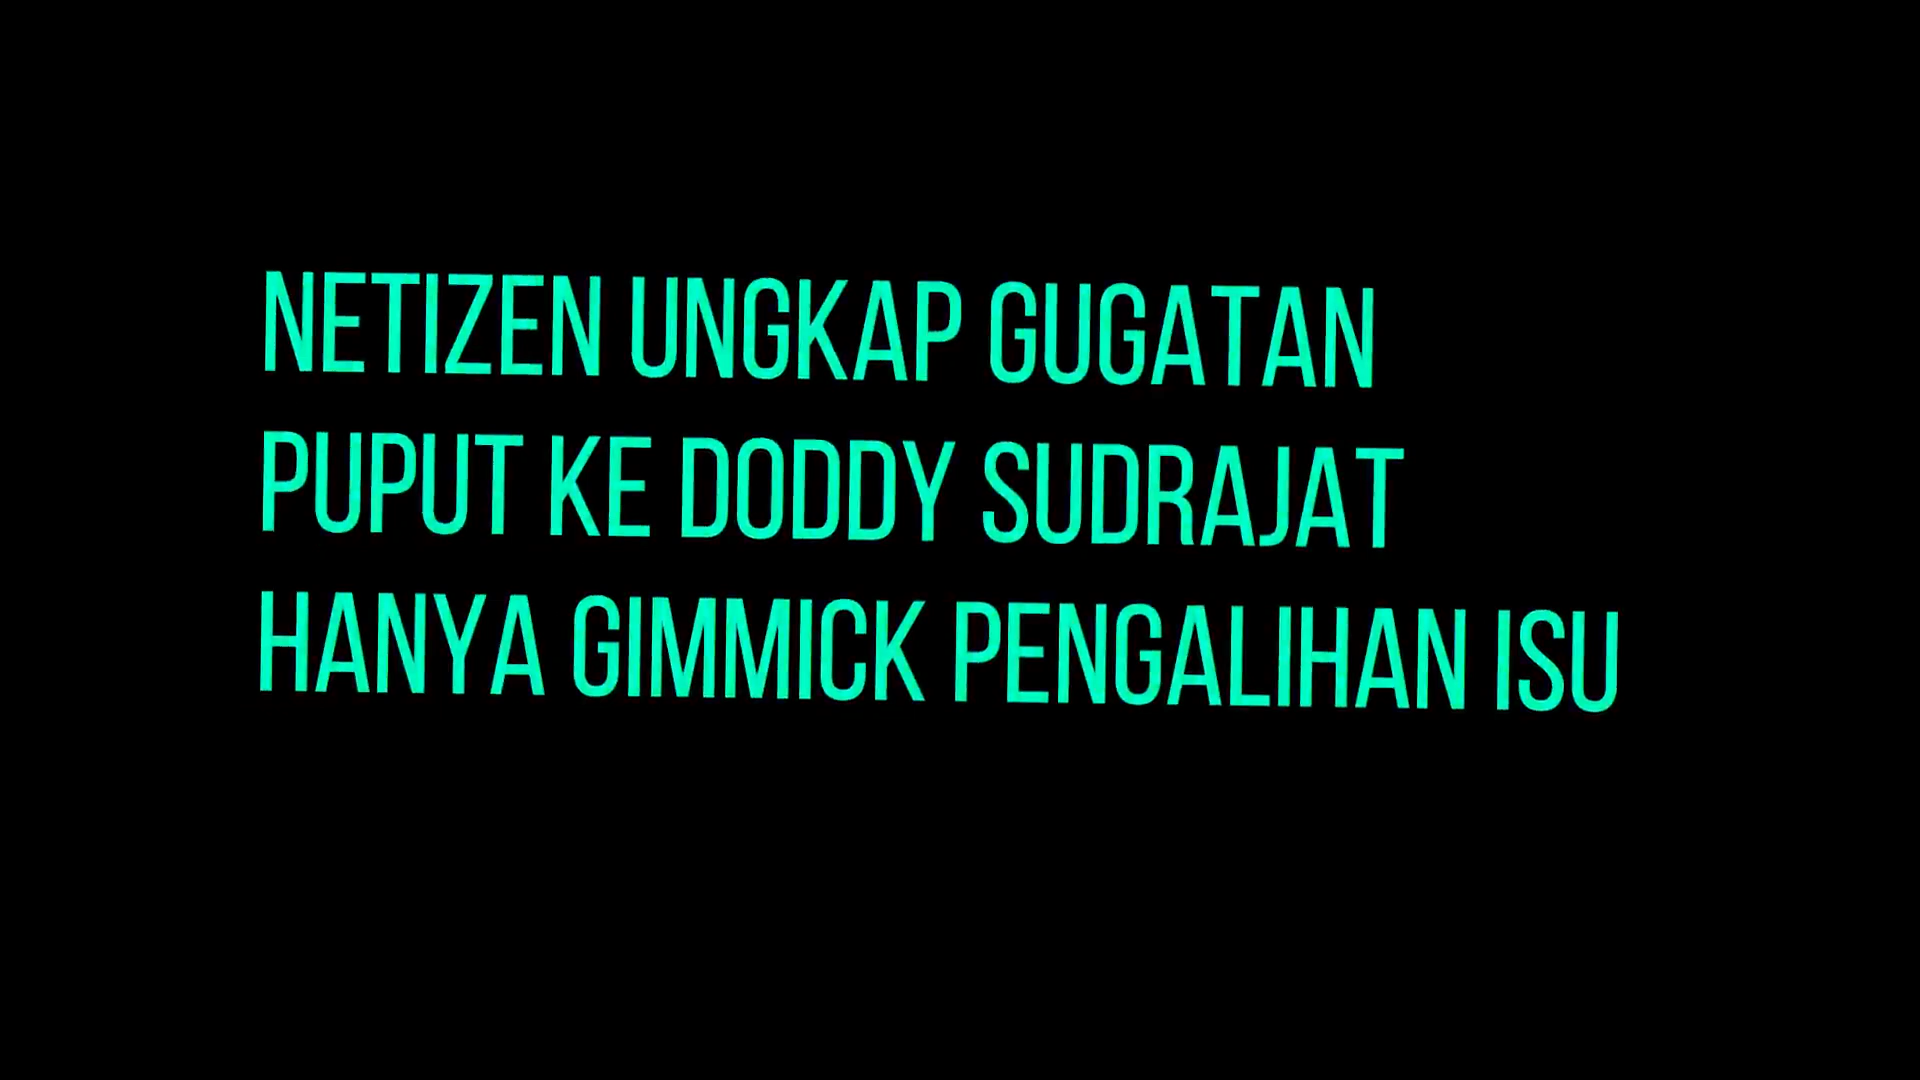 NETIZEN UNGKAP GUGATAN
PUPUT KE DODDY SUDRAJAT
HANYA GIMMICK PENGALIHAN ISU